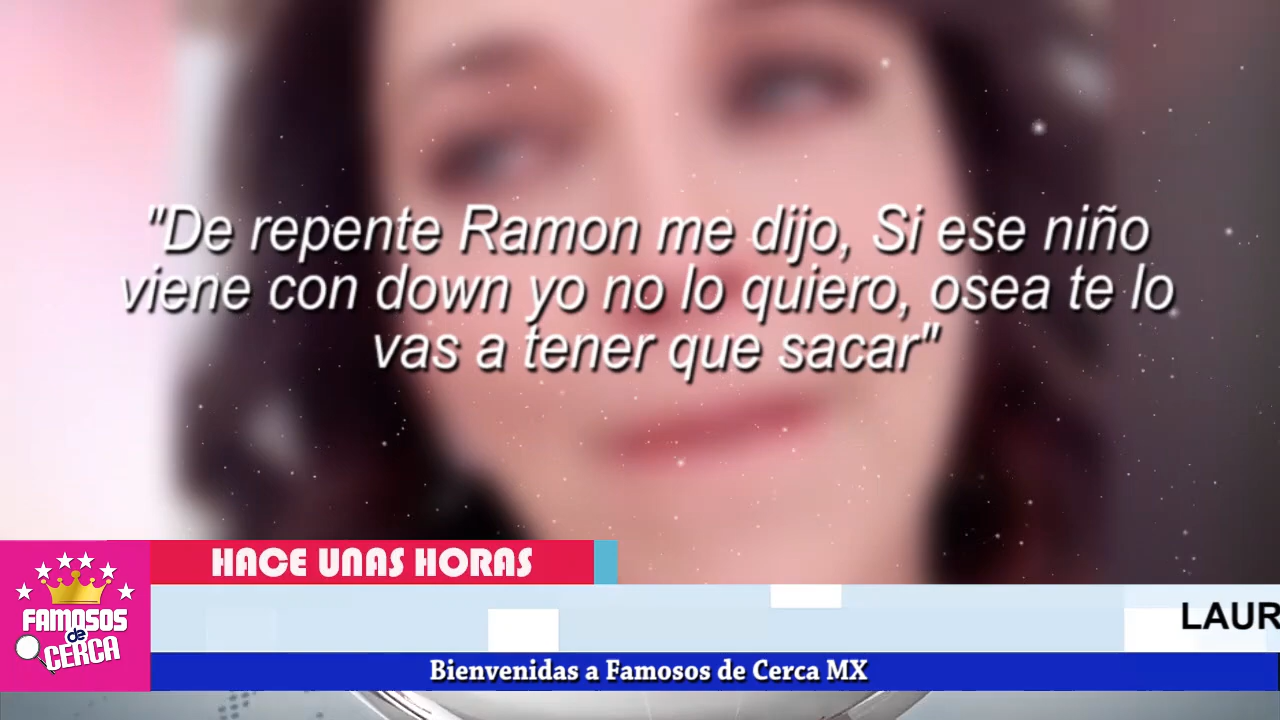 "De repente Ramon me dijo, Si ese niño
viene con down yo no lo quiero, osea te lo
vas a tener que sacar"
HACE UNAS HORAS
FAMOSOS
de
CERCA
LAUR
Bienvenidas a Famosos de Cerca MX